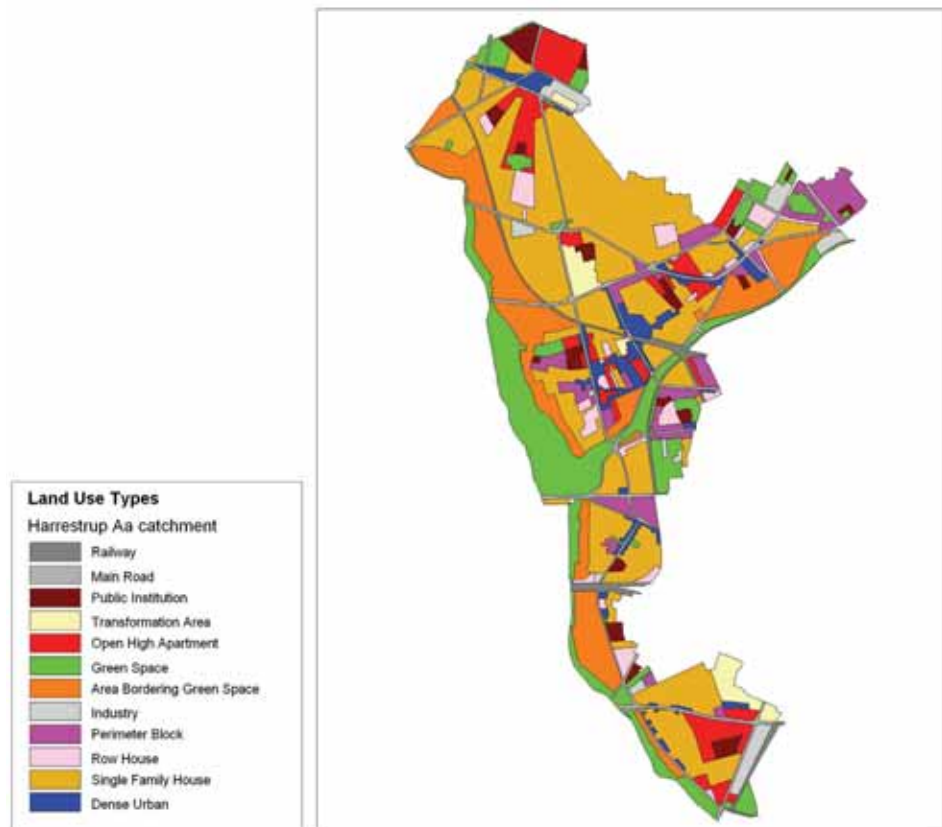 Land Use Types
Harrestrup Aa catchment
Railway
Main Road
Public Institution
Transformation Area
Open High Apartment
Green Space
Area Bordering Green Space
Industry
Perimeter Block
Row House
Single Family House
Dense Urban